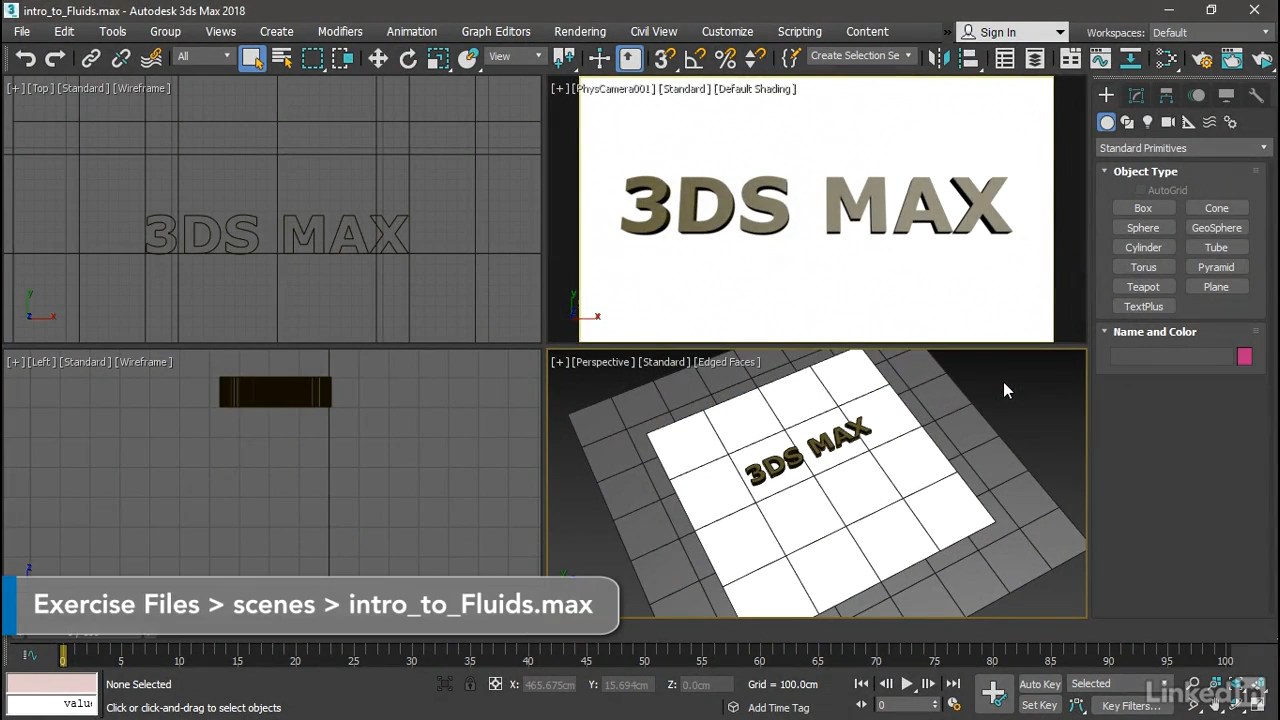 intro_to_Fluids.max - Autodesk 3ds Max 2018
File Edit Tools Group Views Create Modifiers Animation Graph Editors Rendering Civil View Customize Scripting Content Sign In Workspaces: Default
All View Create Selection Se
[+] [Top] [Standard] [Wireframe]
3DS MAX
[+] [PhysCamera001] [Standard] [Default Shading]
3DS MAX
y
x
z
x
[+] [Left] [Standard] [Wireframe]
z
[+] [Perspective] [Standard] [Edged Faces]
3DS MAX
Standard Primitives
Object Type
AutoGrid
Box Cone
Sphere GeoSphere
Cylinder Tube
Torus Pyramid
Teapot Plane
TextPlus
Name and Color
Exercise Files > scenes > intro_to_Fluids.max
0 5 10 15 20 25 30 35 40 45 50 55 60 65 70 75 80 85 90 95 100
None Selected X: 465.675cm Y: 15.694cm Z: 0.0cm Grid = 100.0cm Auto Key Selected
Click or click-and-drag to select objects Add Time Tag 0 Set Key Key Filters...
LinkedIn